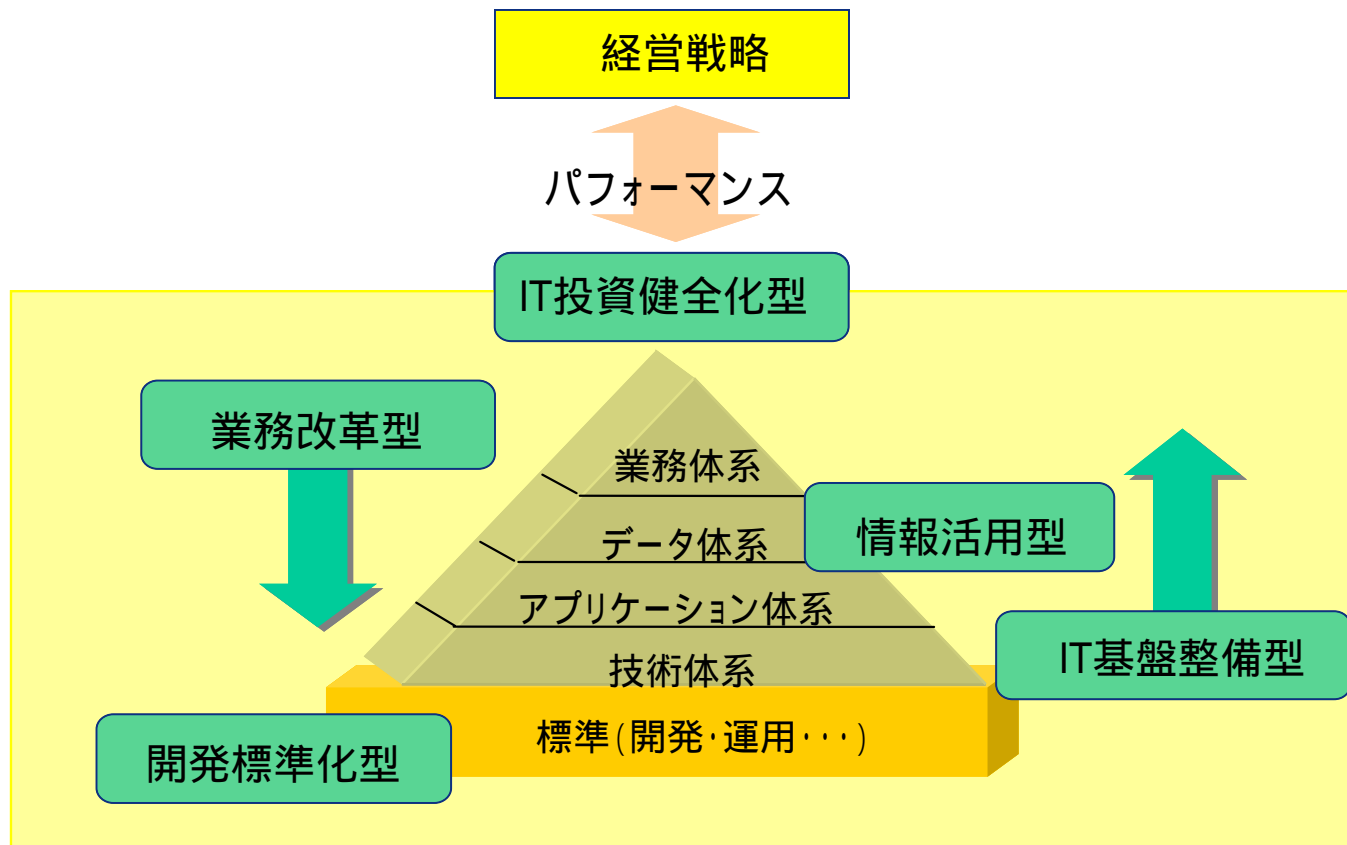 経営戦略
パフォーマンス
IT投資健全化型
業務改革型
業務体系
情報活用型
データ体系
アプリケーション体系
IT基盤整備型
技術体系
標準(開発・運用・・・)
開発標準化型